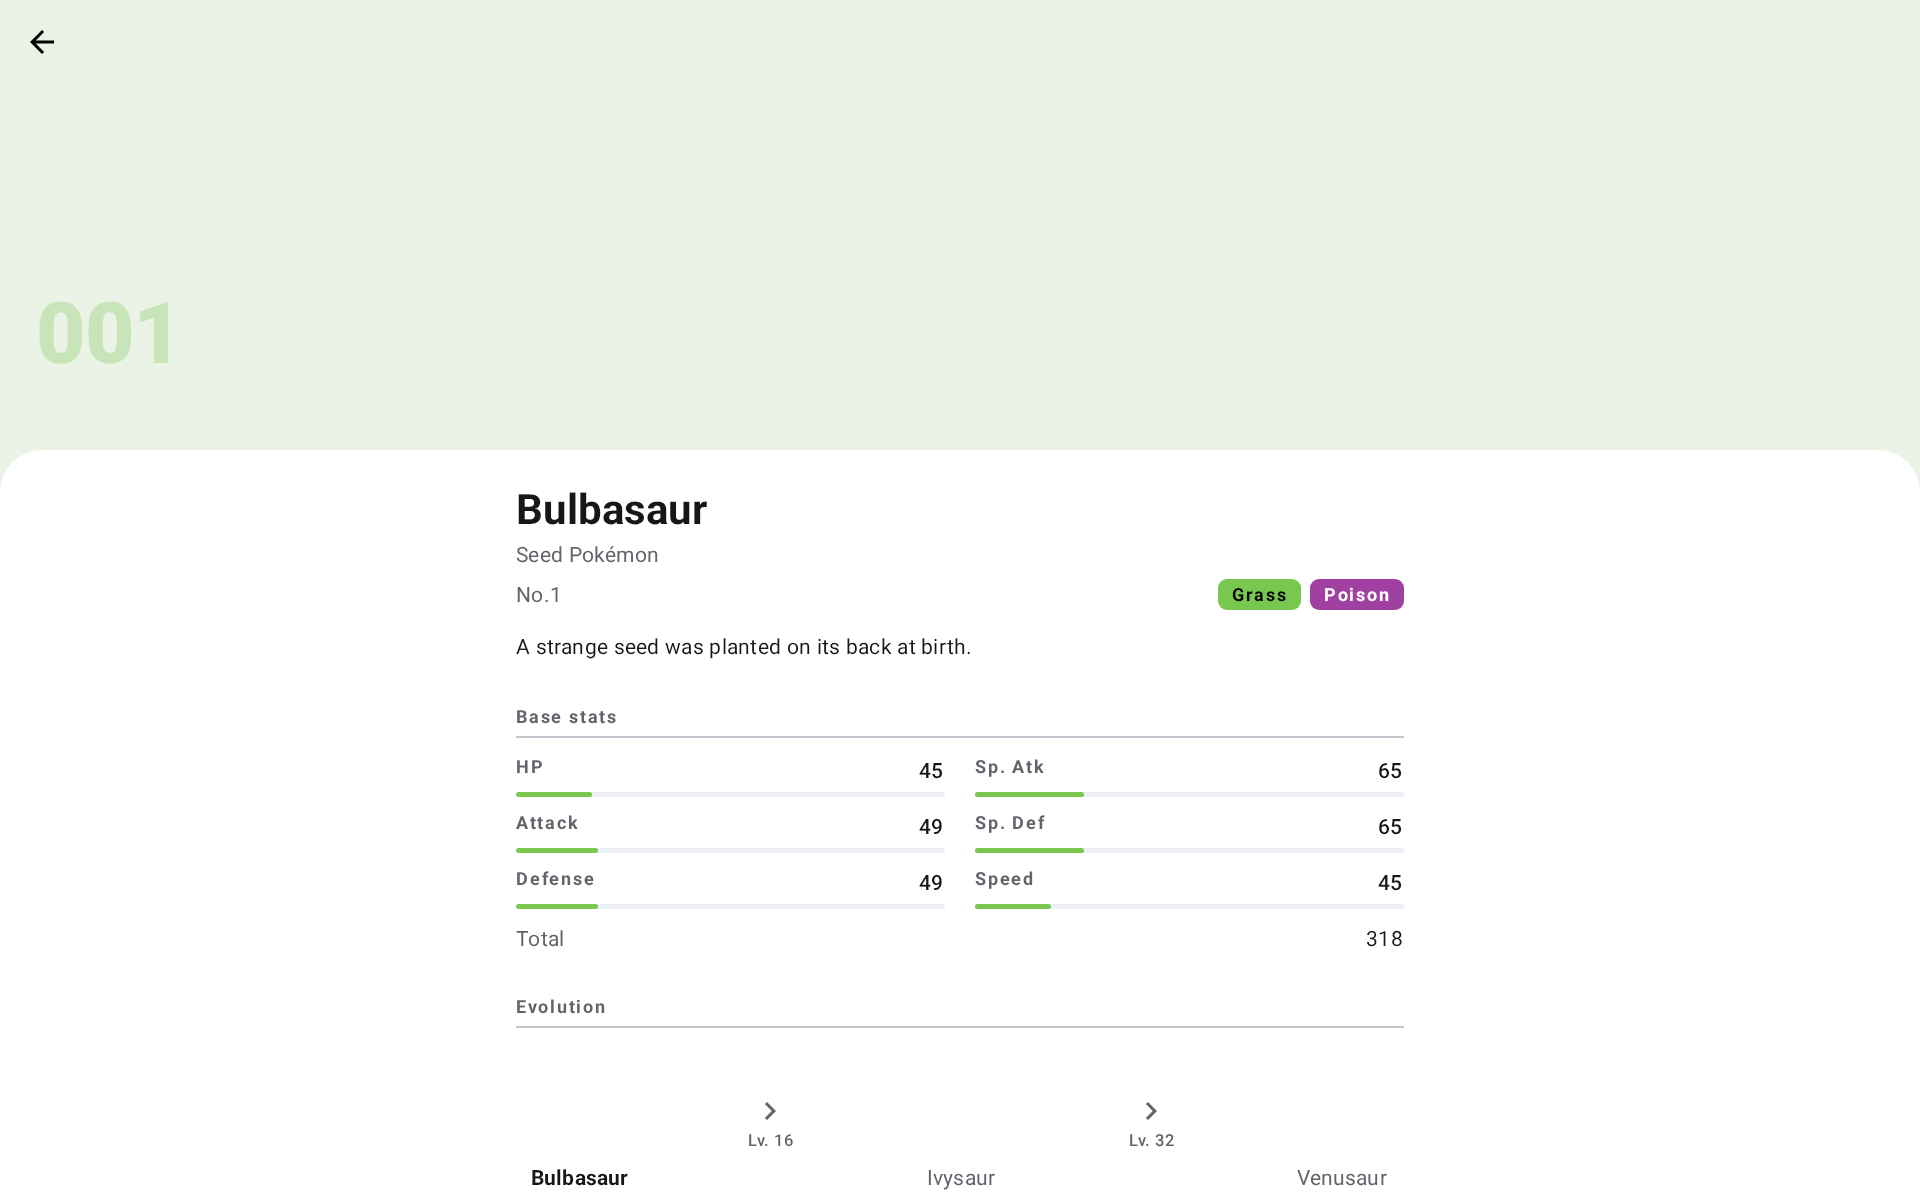 001
Bulbasaur
Seed Pokémon
No.1
Grass Poison
A strange seed was planted on its back at birth.
Base stats
HP 45 Sp. Atk 65
Attack 49 Sp. Def 65
Defense 49 Speed 45
Total 318
Evolution
Lv. 16 Lv. 32
Bulbasaur Ivysaur Venusaur